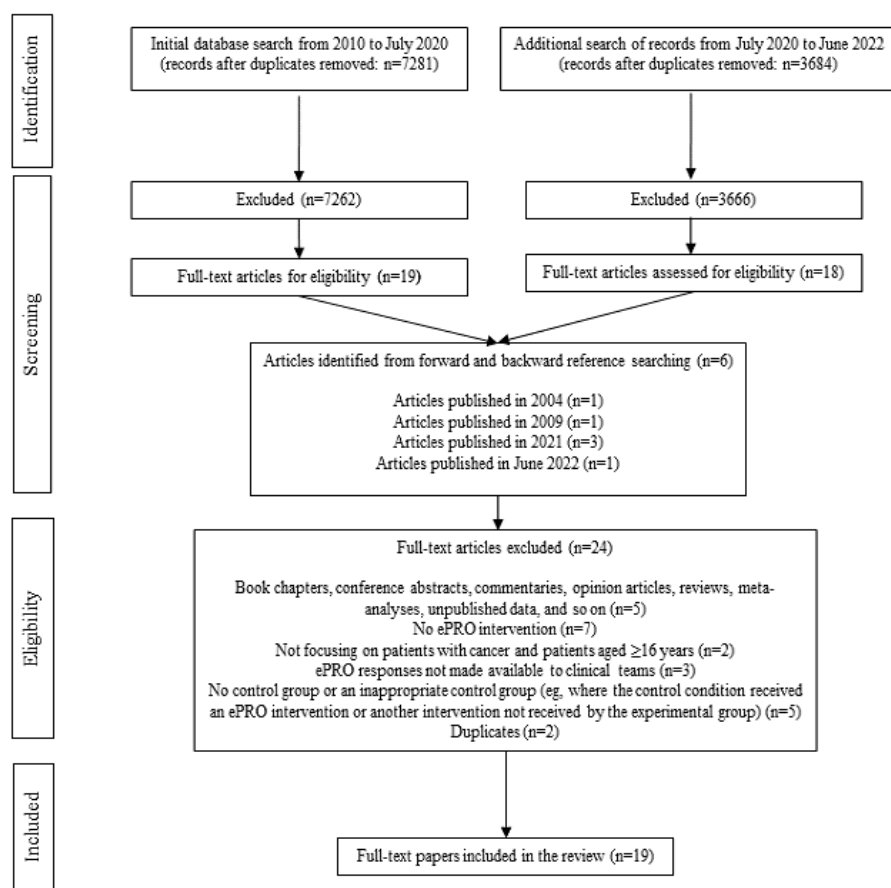 Identification
Initial database search from 2010 to July 2020
(records after duplicates removed: n=7281)
Additional search of records from July 2020 to June 2022
(records after duplicates removed: n=3684)
Screening
Excluded (n=7262)
Excluded (n=3666)
Full-text articles for eligibility (n=19)
Full-text articles assessed for eligibility (n=18)
Articles identified from forward and backward reference searching (n=6)
Articles published in 2004 (n=1)
Articles published in 2009 (n=1)
Articles published in 2021 (n=3)
Articles published in June 2022 (n=1)
Eligibility
Full-text articles excluded (n=24)
Book chapters, conference abstracts, commentaries, opinion articles, reviews, meta-
analyses, unpublished data, and so on (n=5)
No ePRO intervention (n=7)
Not focusing on patients with cancer and patients aged ≥16 years (n=2)
ePRO responses not made available to clinical teams (n=3)
No control group or an inappropriate control group (eg, where the control condition received
an ePRO intervention or another intervention not received by the experimental group) (n=5)
Duplicates (n=2)
Included
Full-text papers included in the review (n=19)